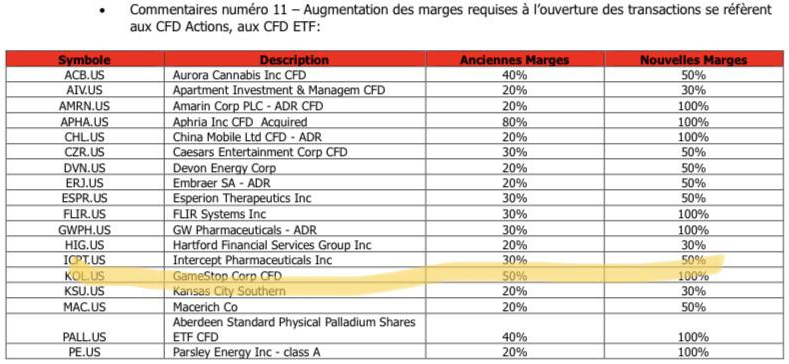 • Commentaires numéro 11 – Augmentation des marges requises à l’ouverture des transactions se réfèrent
aux CFD Actions, aux CFD ETF:
Symbole Description Anciennes Marges Nouvelles Marges
ACB.US Aurora Cannabis Inc CFD 40% 50%
AIV.US Apartment Investment & Managem CFD 20% 30%
AMRN.US Amarin Corp PLC - ADR CFD 20% 100%
APHA.US Aphria Inc CFD Acquired 80% 100%
CHL.US China Mobile Ltd CFD - ADR 20% 100%
CZR.US Caesars Entertainment Corp CFD 30% 50%
DVN.US Devon Energy Corp 20% 50%
ERJ.US Embraer SA - ADR 20% 50%
ESPR.US Esperion Therapeutics Inc 30% 50%
FLIR.US FLIR Systems Inc 30% 100%
GWPH.US GW Pharmaceuticals - ADR 30% 100%
HIG.US Hartford Financial Services Group Inc 20% 30%
ICPT.US Intercept Pharmaceuticals Inc 30% 50%
KOL.US GameStop Corp CFD 50% 100%
KSU.US Kansas City Southern 20% 30%
MAC.US Macerich Co 20% 50%
Aberdeen Standard Physical Palladium Shares
PALL.US ETF CFD 40% 100%
PE.US Parsley Energy Inc - class A 20% 100%